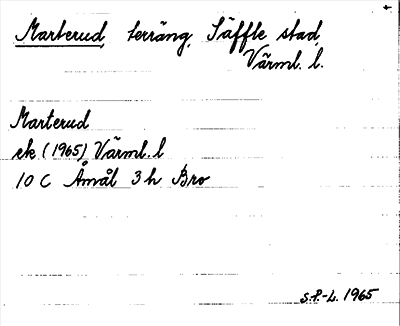 Marterud, terräng, Säffle stad,
Värml. l.
Marterud
ek (1965) Värml. l
10 C Åmål 3 h Bro
S.P.-L. 1965